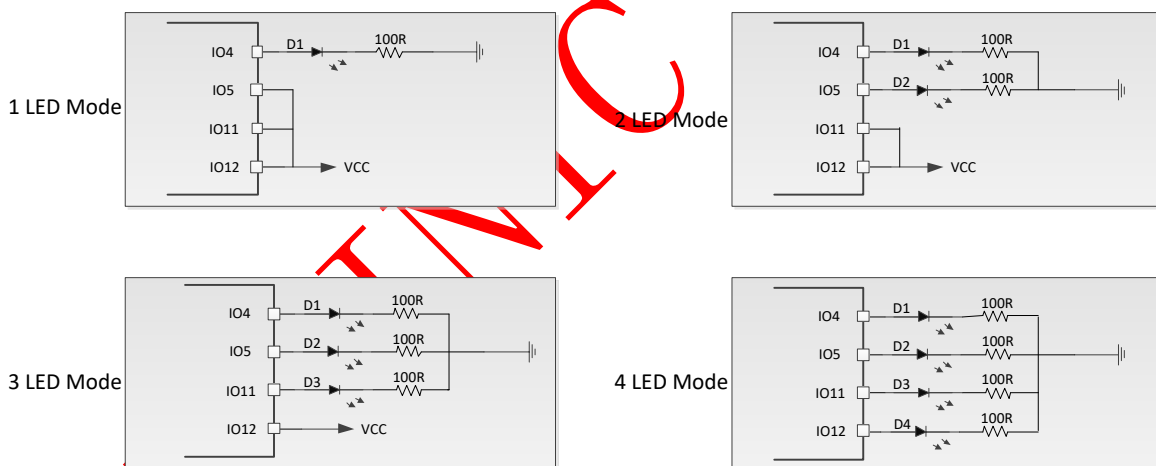 1 LED Mode
IO4
D1
100R
IO5
IO11
IO12
VCC
2 LED Mode
IO4
D1
100R
IO5
D2
100R
IO11
IO12
VCC
3 LED Mode
IO4
D1
100R
IO5
D2
100R
IO11
D3
100R
IO12
VCC
4 LED Mode
IO4
D1
100R
IO5
D2
100R
IO11
D3
100R
IO12
D4
100R